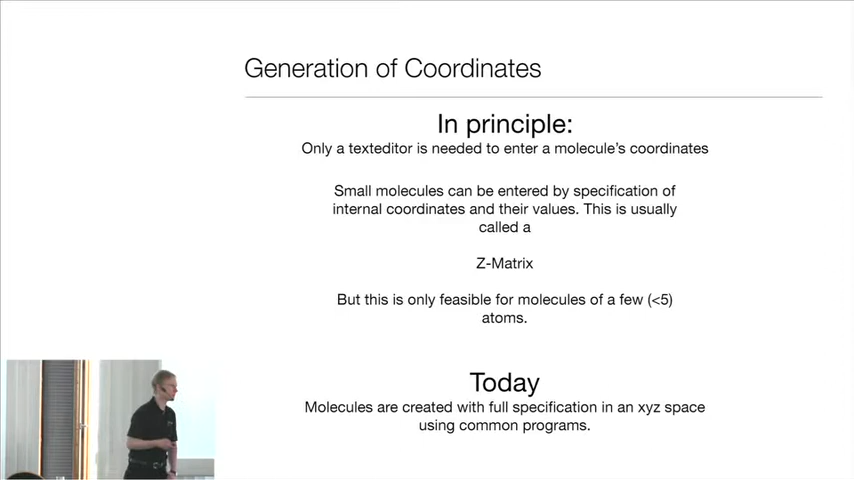 Generation of Coordinates
In principle:
Only a texteditor is needed to enter a molecule's coordinates
Small molecules can be entered by specification of
internal coordinates and their values. This is usually
called a
Z-Matrix
But this is only feasible for molecules of a few (<5)
atoms.
Today
Molecules are created with full specification in an xyz space
using common programs.